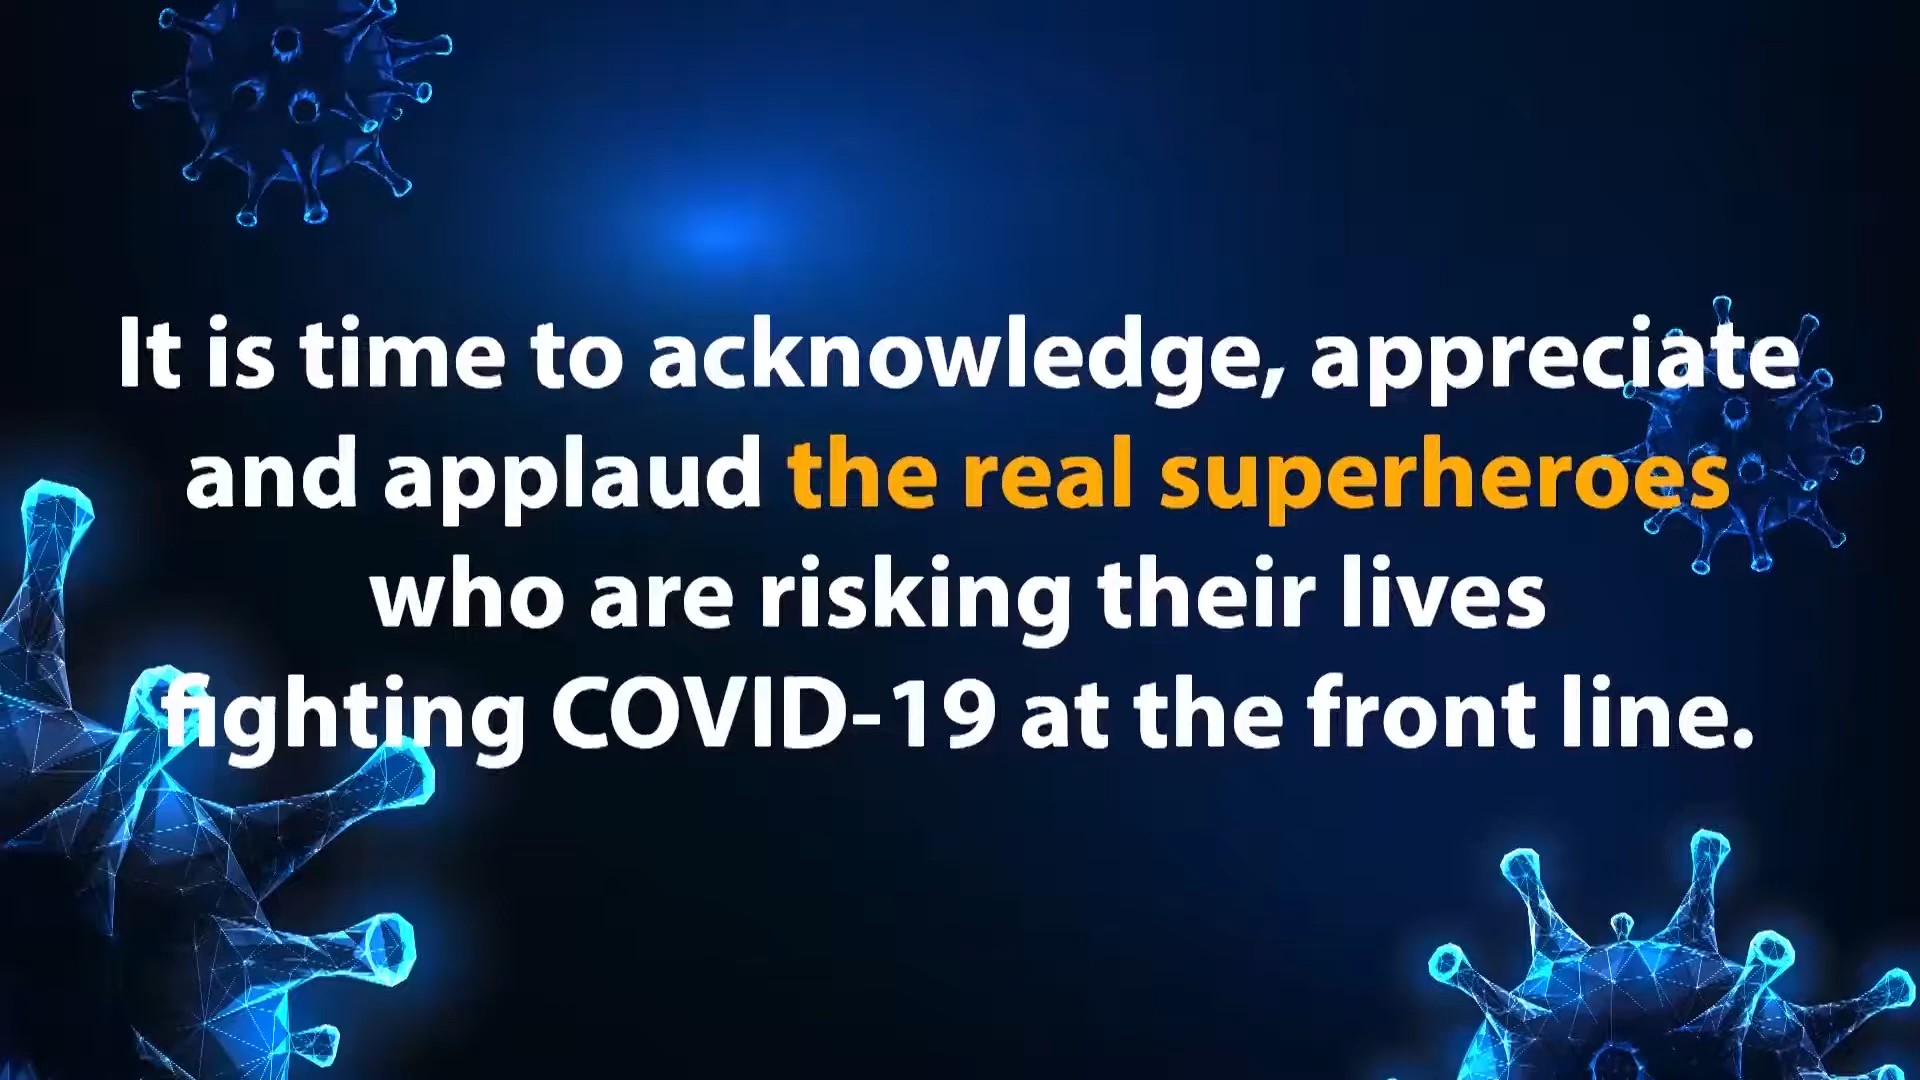 It is time to acknowledge, appreciate
and applaud the real superheroes
who are risking their lives
fighting COVID-19 at the front line.